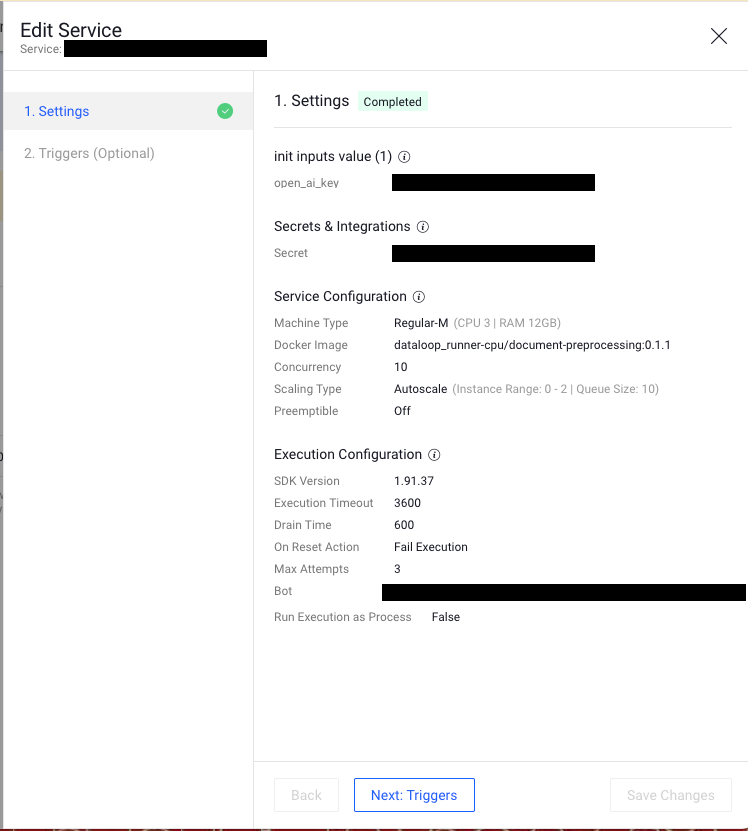 Edit Service
Service:
1. Settings
2. Triggers (Optional)
1. Settings Completed
init inputs value (1)
open_ai_key
Secrets & Integrations
Secret
Service Configuration
Machine Type Regular-M (CPU 3 | RAM 12GB)
Docker Image dataloop_runner-cpu/document-preprocessing:0.1.1
Concurrency 10
Scaling Type Autoscale (Instance Range: 0 - 2 | Queue Size: 10)
Preemptible Off
Execution Configuration
SDK Version 1.91.37
Execution Timeout 3600
Drain Time 600
On Reset Action Fail Execution
Max Attempts 3
Bot
Run Execution as Process False
Back Next: Triggers Save Changes